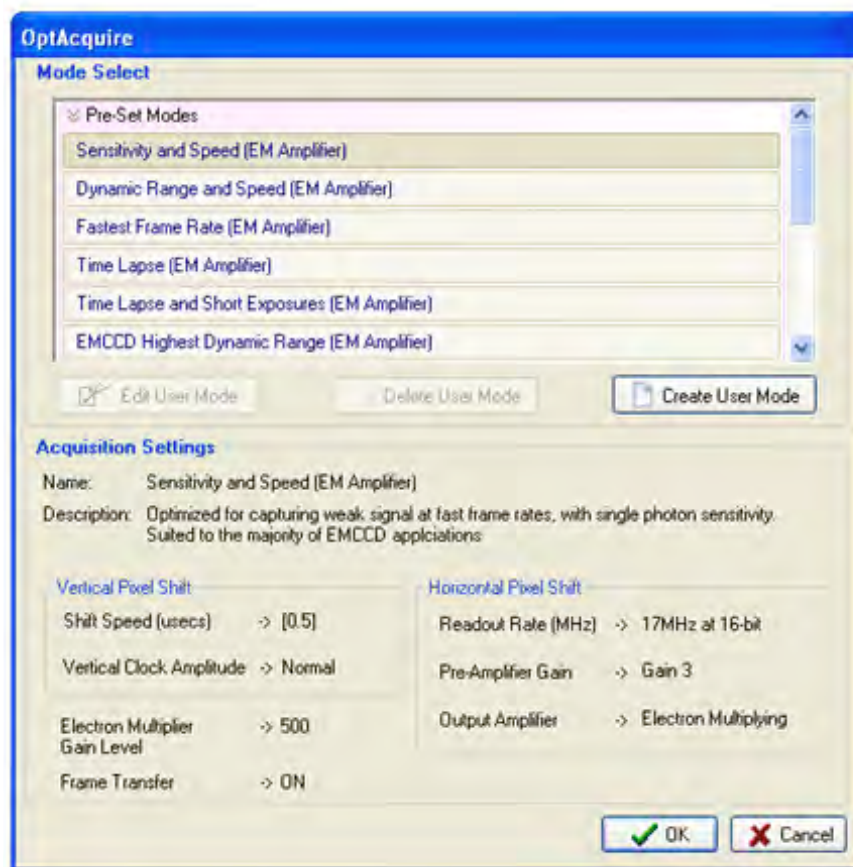 OptAcquire
Mode Select
Pre-Set Modes
Sensitivity and Speed (EM Amplifier)
Dynamic Range and Speed (EM Amplifier)
Fastest Frame Rate (EM Amplifier)
Time Lapse (EM Amplifier)
Time Lapse and Short Exposures (EM Amplifier)
EMCCD Highest Dynamic Range (EM Amplifier)
Edit User Mode Delete User Mode Create User Mode
Acquisition Settings
Name: Sensitivity and Speed (EM Amplifier)
Description: Optimized for capturing weak signal at fast frame rates, with single photon sensitivity.
Suited to the majority of EMCCD applciations
Vertical Pixel Shift Horizontal Pixel Shift
Shift Speed (usecs) -> [0.5] Readout Rate (MHz) -> 17MHz at 16-bit
Vertical Clock Amplitude -> Normal Pre-Amplifier Gain -> Gain 3
Electron Multiplier -> 500 Output Amplifier -> Electron Multiplying
Gain Level
Frame Transfer -> ON
OK Cancel